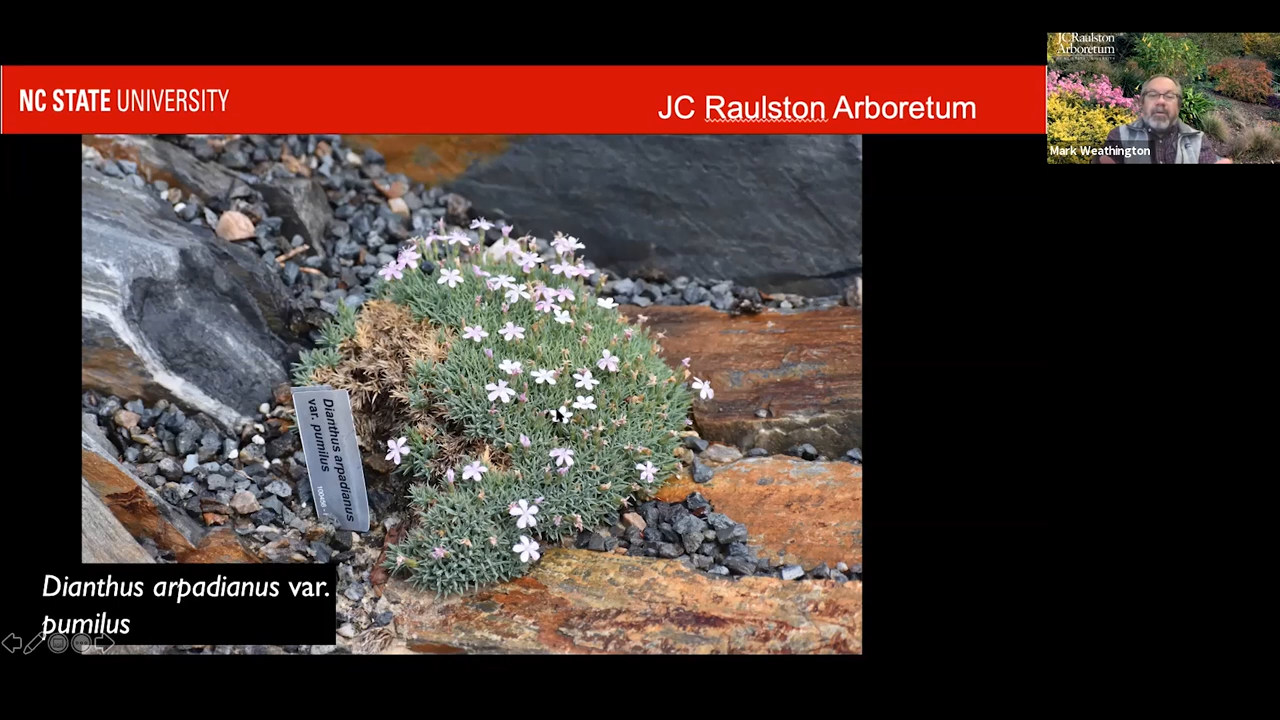 NC STATE UNIVERSITY
JC Raulston Arboretum
JC Raulston
Arboretum
Mark Weathington
Dianthus arpadianus
var. pumilus
Dianthus arpadianus var.
pumilus